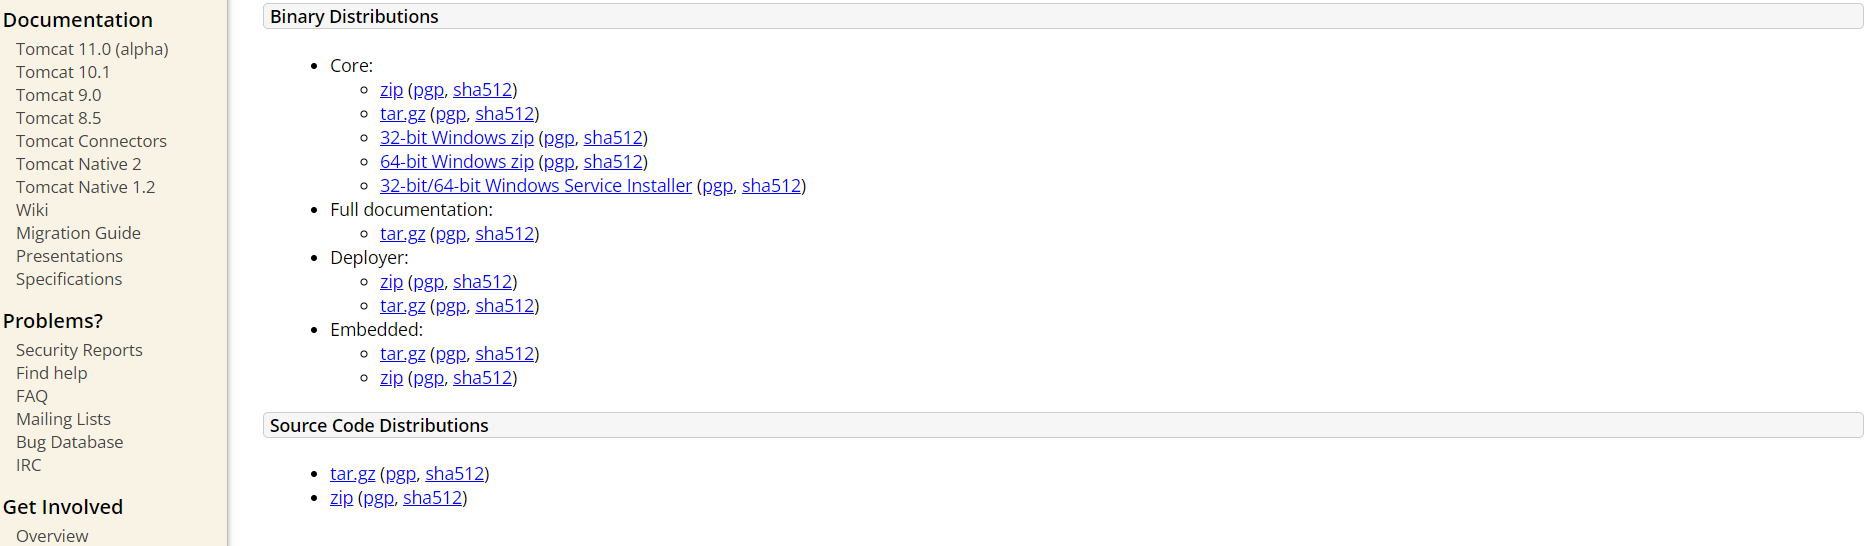 Documentation
Tomcat 11.0 (alpha)
Tomcat 10.1
Tomcat 9.0
Tomcat 8.5
Tomcat Connectors
Tomcat Native 2
Tomcat Native 1.2
Wiki
Migration Guide
Presentations
Specifications
Problems?
Security Reports
Find help
FAQ
Mailing Lists
Bug Database
IRC
Get Involved
Overview
Binary Distributions
Core:
zip (pgp, sha512)
tar.gz (pgp, sha512)
32-bit Windows zip (pgp, sha512)
64-bit Windows zip (pgp, sha512)
32-bit/64-bit Windows Service Installer (pgp, sha512)
Full documentation:
tar.gz (pgp, sha512)
Deployer:
zip (pgp, sha512)
tar.gz (pgp, sha512)
Embedded:
tar.gz (pgp, sha512)
zip (pgp, sha512)
Source Code Distributions
tar.gz (pgp, sha512)
zip (pgp, sha512)